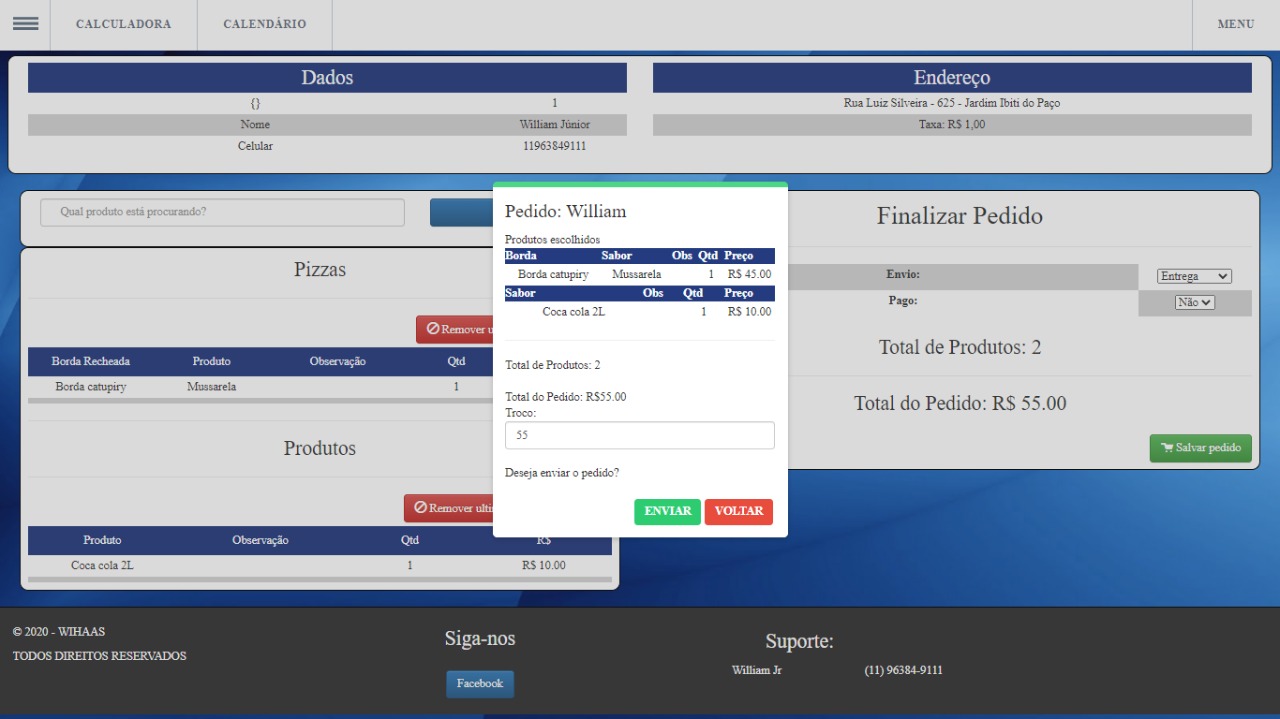 CALCULADORA CALENDÁRIO MENU
Dados
{} 1
Nome William Júnior
Celular 11963849111
Endereço
Rua Luiz Silveira - 625 - Jardim Ibiti do Paço
Taxa: R$ 1,00
Qual produto está procurando?
Pizzas
Remover u
Borda Recheada Produto Observação Qtd
Borda catupiry Mussarela 1
Produtos
Remover ulti
Produto Observação Qtd R$
Coca cola 2L 1 R$ 10.00
Pedido: William
Produtos escolhidos
Borda Sabor Obs Qtd Preço
Borda catupiry Mussarela 1 R$ 45.00
Sabor Obs Qtd Preço
Coca cola 2L 1 R$ 10.00
Total de Produtos: 2
Total do Pedido: R$55.00
Troco:
55
Deseja enviar o pedido?
ENVIAR VOLTAR
Finalizar Pedido
Envio: Entrega
Pago: Não
Total de Produtos: 2
Total do Pedido: R$ 55.00
Salvar pedido
© 2020 - WIHAAS
TODOS DIREITOS RESERVADOS
Siga-nos
Facebook
Suporte:
William Jr (11) 96384-9111